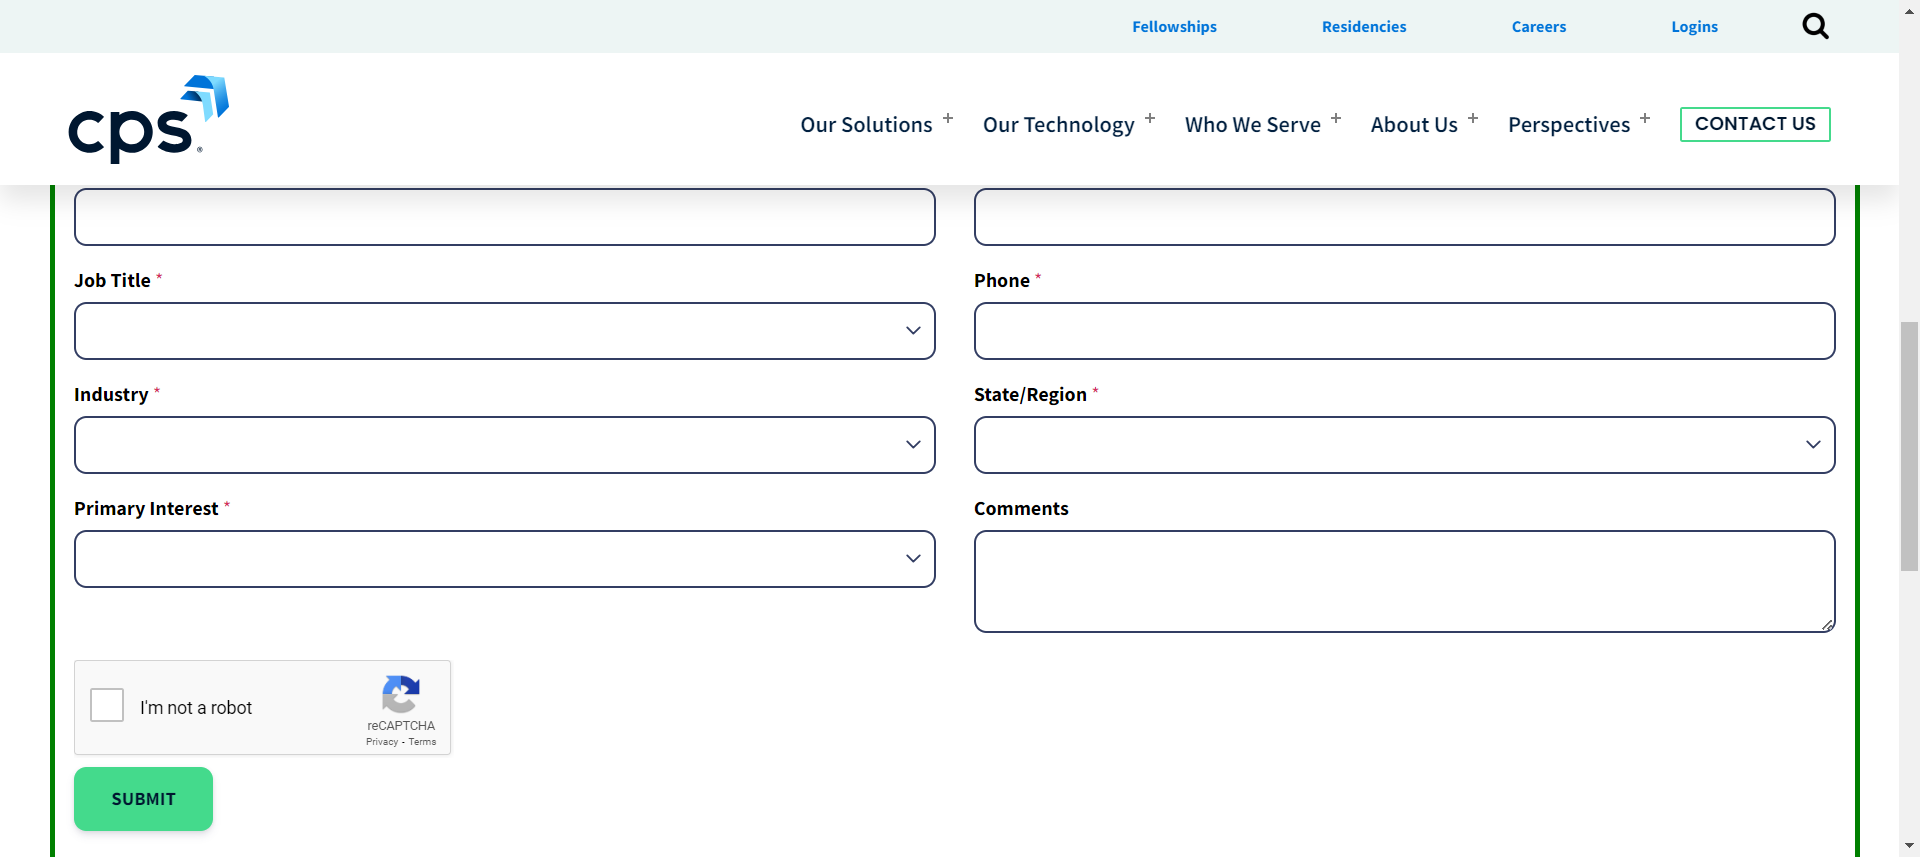 Fellowships Residencies Careers Logins
cps®
Our Solutions + Our Technology + Who We Serve + About Us + Perspectives + CONTACT US
Job Title * Phone *
Industry * State/Region *
Primary Interest * Comments
I'm not a robot
reCAPTCHA
Privacy - Terms
SUBMIT